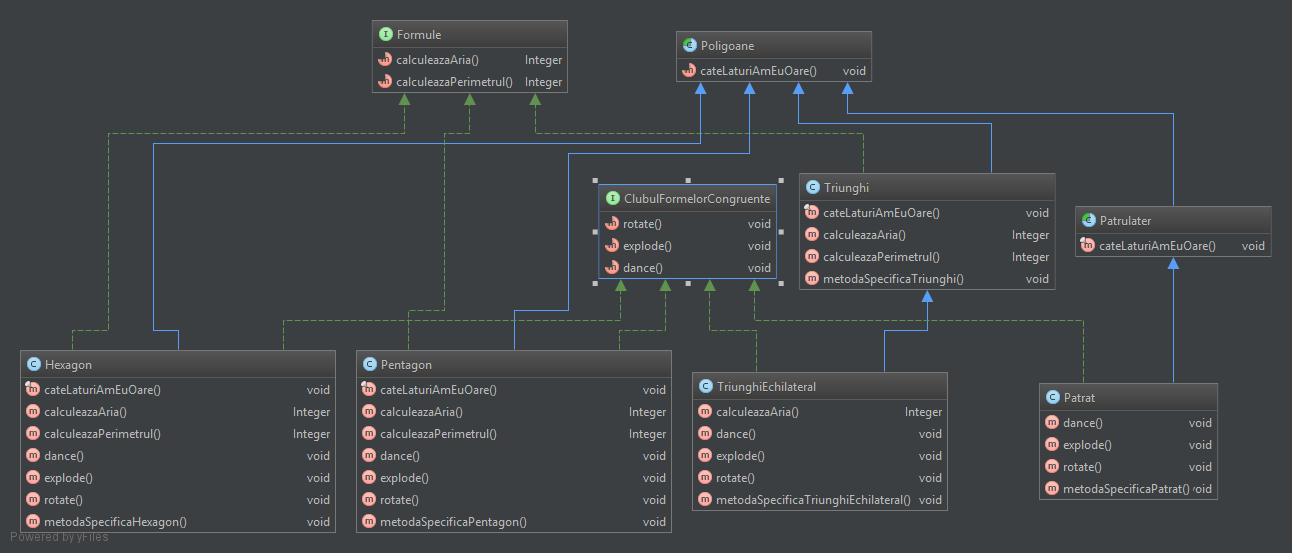 Formule
calculeazaAria() Integer
calculeazaPerimetrul() Integer
Poligoane
cateLaturiAmEuOare() void
ClubulFormelorCongruente
rotate() void
explode() void
dance() void
Triunghi
cateLaturiAmEuOare() void
calculeazaAria() Integer
calculeazaPerimetrul() Integer
metodaSpecificaTriunghi() void
Patrulater
cateLaturiAmEuOare() void
Hexagon
cateLaturiAmEuOare() void
calculeazaAria() Integer
calculeazaPerimetrul() Integer
dance() void
explode() void
rotate() void
metodaSpecificaHexagon() void
Pentagon
cateLaturiAmEuOare() void
calculeazaAria() Integer
calculeazaPerimetrul() Integer
dance() void
explode() void
rotate() void
metodaSpecificaPentagon() void
TriunghiEchilateral
calculeazaAria() Integer
dance() void
explode() void
rotate() void
metodaSpecificaTriunghiEchilateral() void
Patrat
dance() void
explode() void
rotate() void
metodaSpecificaPatrat() void
Powered by yFiles